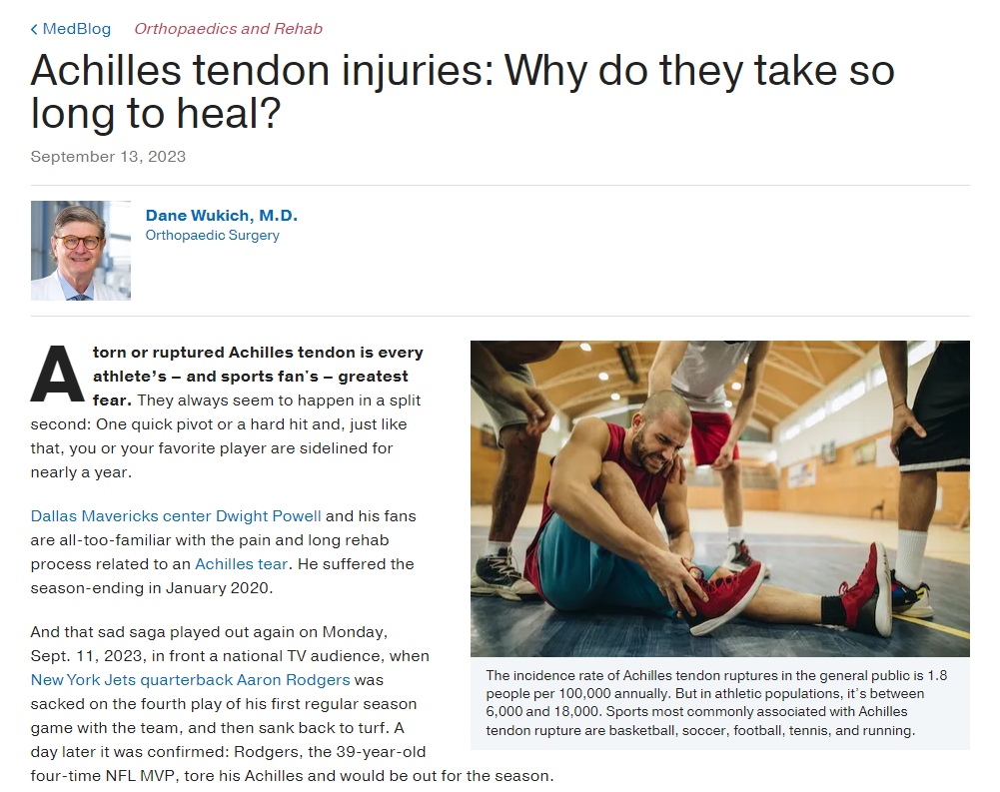 MedBlog Orthopaedics and Rehab
Achilles tendon injuries: Why do they take so
long to heal?
September 13, 2023
Dane Wukich, M.D.
Orthopaedic Surgery
A torn or ruptured Achilles tendon is every
athlete's – and sports fan's – greatest
fear. They always seem to happen in a split
second: One quick pivot or a hard hit and, just like
that, you or your favorite player are sidelined for
nearly a year.
Dallas Mavericks center Dwight Powell and his fans
are all-too-familiar with the pain and long rehab
process related to an Achilles tear. He suffered the
season-ending in January 2020.
And that sad saga played out again on Monday,
Sept. 11, 2023, in front a national TV audience, when
New York Jets quarterback Aaron Rodgers was
sacked on the fourth play of his first regular season
game with the team, and then sank back to turf. A
day later it was confirmed: Rodgers, the 39-year-old
four-time NFL MVP, tore his Achilles and would be out for the season.
The incidence rate of Achilles tendon ruptures in the general public is 1.8
people per 100,000 annually. But in athletic populations, it's between
6,000 and 18,000. Sports most commonly associated with Achilles
tendon rupture are basketball, soccer, football, tennis, and running.